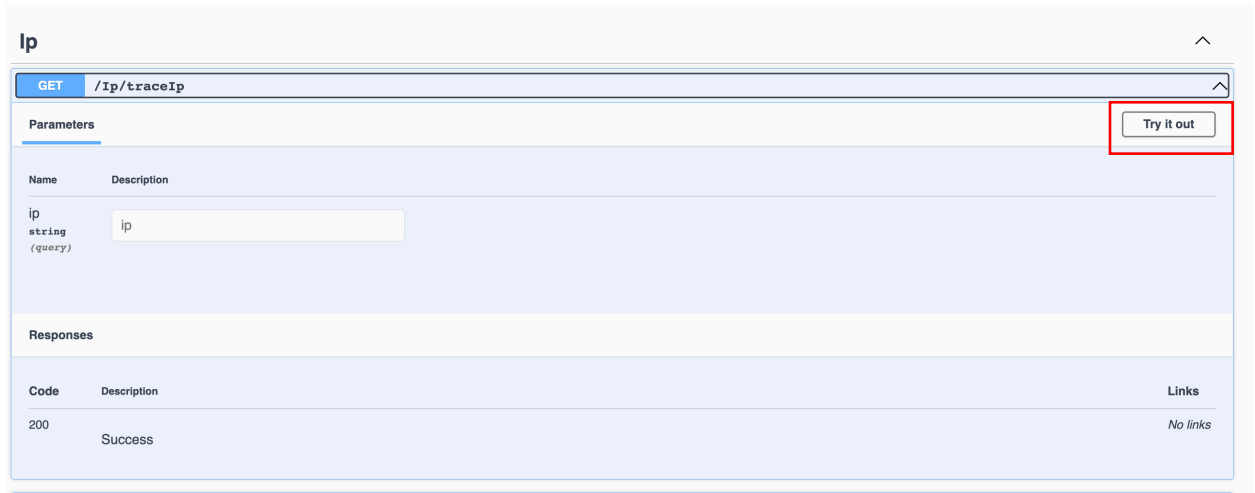 Ip
GET /Ip/traceIp
Parameters
Try it out
Name Description
ip
string
(query)
ip
Responses
Code Description Links
200 Success No links